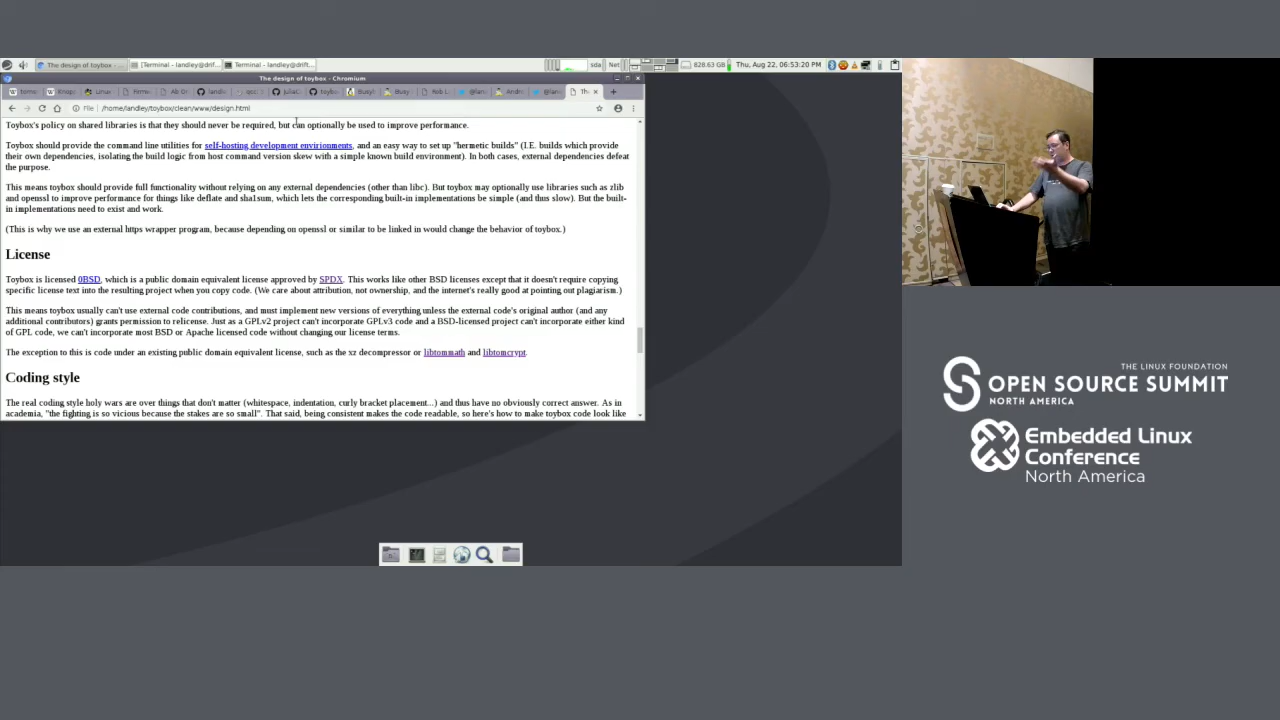 The design of toybox - ...
[Terminal - landley@drif...
Terminal - landley@drift...
sda
Net
828.63 GB
Thu, Aug 22, 06:53:20 PM
The design of toybox - Chromium
File | /home/landley/toybox/clean/www/design.html
Toybox's policy on shared libraries is that they should never be required, but can optionally be used to improve performance.
Toybox should provide the command line utilities for self-hosting development envirionments, and an easy way to set up "hermetic builds" (I.E. builds which provide
their own dependencies, isolating the build logic from host command version skew with a simple known build environment). In both cases, external dependencies defeat
the purpose.
This means toybox should provide full functionality without relying on any external dependencies (other than libc). But toybox may optionally use libraries such as zlib
and openssl to improve performance for things like deflate and sha1sum, which lets the corresponding built-in implementations be simple (and thus slow). But the built-
in implementations need to exist and work.
(This is why we use an external https wrapper program, because depending on openssl or similar to be linked in would change the behavior of toybox.)
License
Toybox is licensed 0BSD, which is a public domain equivalent license approved by SPDX. This works like other BSD licenses except that it doesn't require copying
specific license text into the resulting project when you copy code. (We care about attribution, not ownership, and the internet's really good at pointing out plagiarism.)
This means toybox usually can't use external code contributions, and must implement new versions of everything unless the external code's original author (and any
additional contributors) grants permission to relicense. Just as a GPLv2 project can't incorporate GPLv3 code and a BSD-licensed project can't incorporate either kind
of GPL code, we can't incorporate most BSD or Apache licensed code without changing our license terms.
The exception to this is code under an existing public domain equivalent license, such as the xz decompressor or libtommath and libtomcrypt.
Coding style
The real coding style holy wars are over things that don't matter (whitespace, indentation, curly bracket placement...) and thus have no obviously correct answer. As in
academia, "the fighting is so vicious because the stakes are so small". That said, being consistent makes the code readable, so here's how to make toybox code look like
THE LINUX FOUNDATION
OPEN SOURCE SUMMIT
NORTH AMERICA
Embedded Linux
Conference
North America